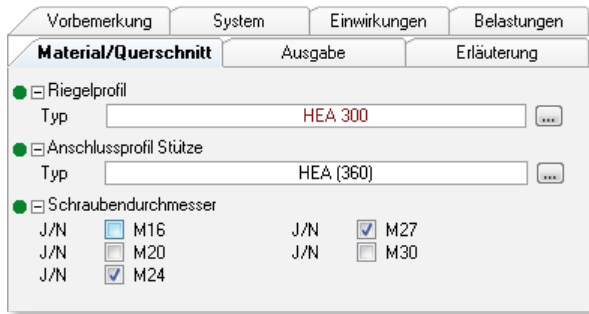 Vorbemerkung System Einwirkungen Belastungen
Material/Querschnitt Ausgabe Erläuterung
Riegelprofil
Typ HEA 300 ...
Anschlussprofil Stütze
Typ HEA (360) ...
Schraubendurchmesser
J/N M16 J/N M27
J/N M20 J/N M30
J/N M24